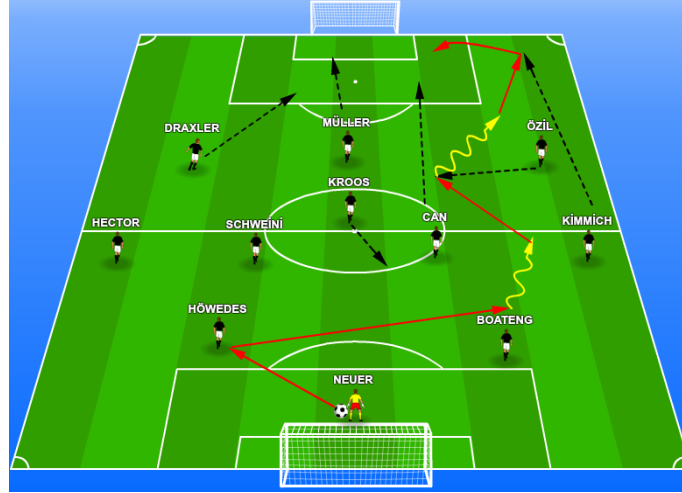 DRAXLER
MÜLLER
ÖZİL
KROOS
HECTOR
SCHWEİNİ
CAN
KİMMİCH
HÖWEDES
BOATENG
NEUER